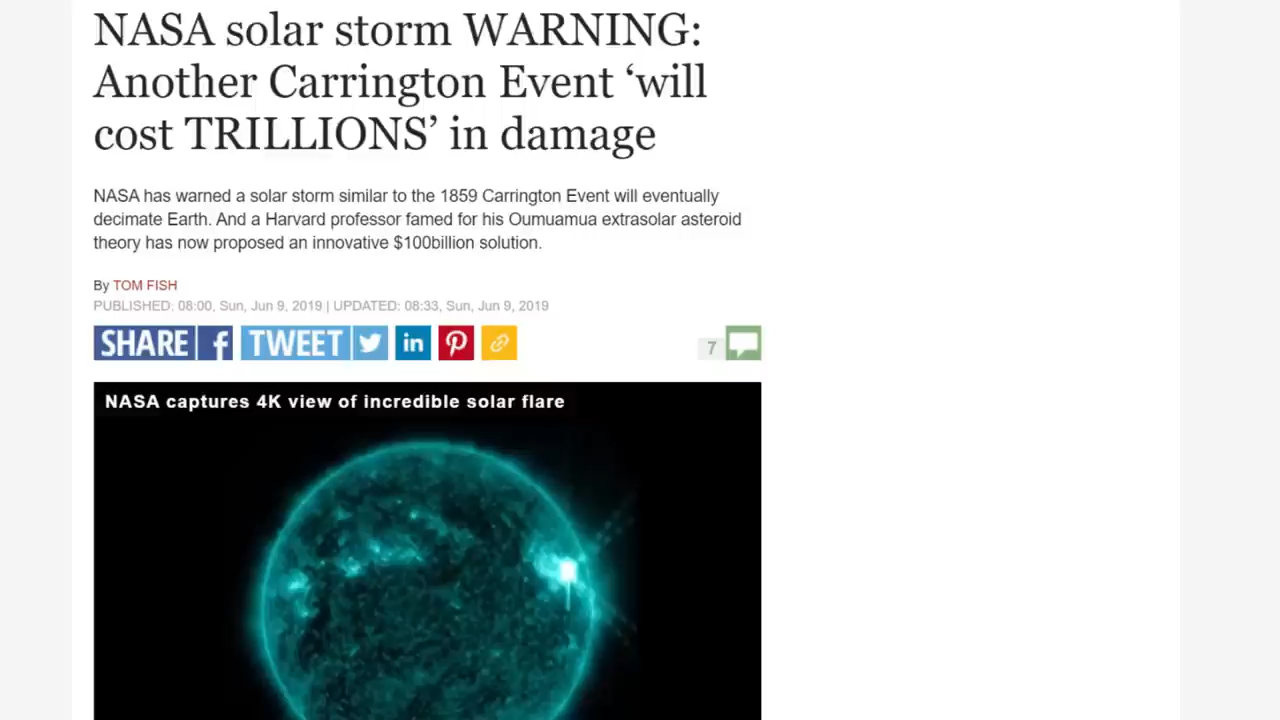 NASA solar storm WARNING:
Another Carrington Event ‘will
cost TRILLIONS’ in damage
NASA has warned a solar storm similar to the 1859 Carrington Event will eventually
decimate Earth. And a Harvard professor famed for his Oumuamua extrasolar asteroid
theory has now proposed an innovative $100billion solution.
By TOM FISH
PUBLISHED: 08:00, Sun, Jun 9, 2019 | UPDATED: 08:33, Sun, Jun 9, 2019
SHARE f TWEET in 7
NASA captures 4K view of incredible solar flare